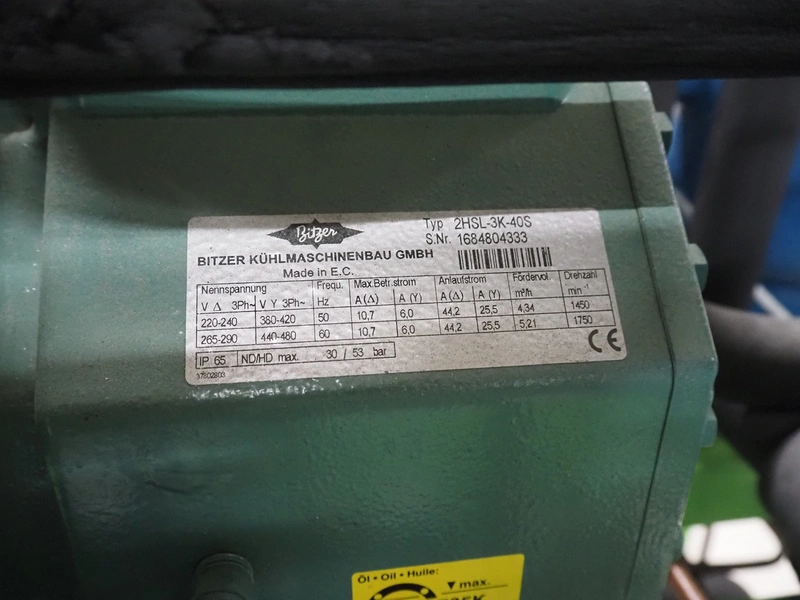 Bitzer
Typ 2HSL-3K-40S
S.Nr. 1684804333
BITZER KÜHLMASCHINENBAU GMBH
Made in E.C.
Nennspannung Frequ. Max.Betr.strom Anlaufstrom Fördervol. Drehzahl
V Δ 3Ph~ V Y 3Ph~ Hz A (Δ) A (Y) A (Δ) A (Y) m³/h min -1
220-240 380-420 50 10,7 6,0 44,2 25,5 4,34 1450
265-290 440-480 60 10,7 6,0 44,2 25,5 5,21 1750
IP 65 ND/HD max. 30 / 53 bar
CE
37802803
Öl • Oil • Huile:
▼ max.